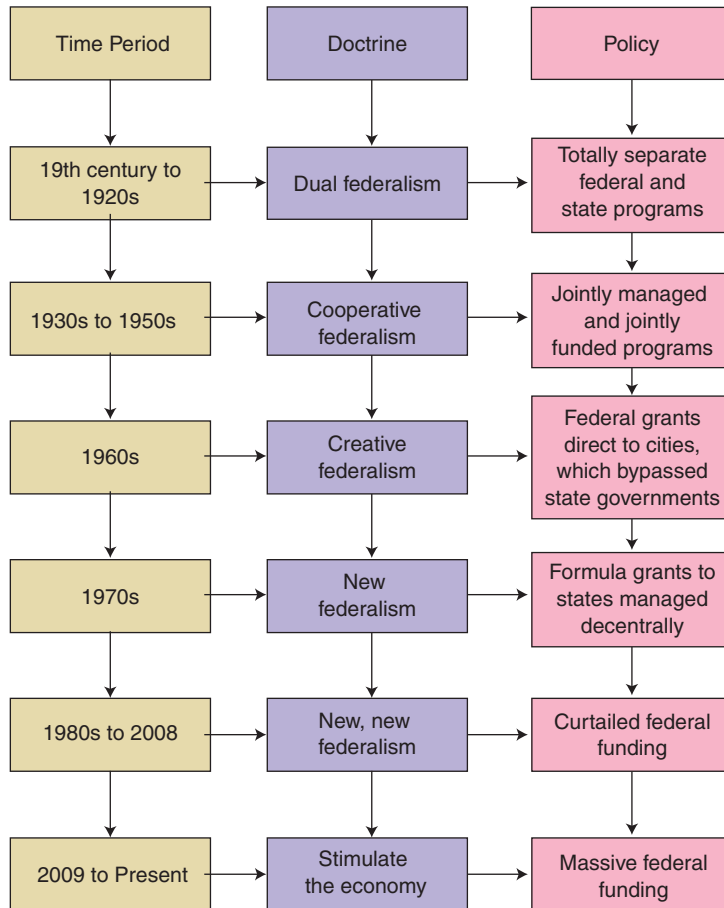 Time Period
Doctrine
Policy
19th century to
1920s
Dual federalism
Totally separate
federal and
state programs
1930s to 1950s
Cooperative
federalism
Jointly managed
and jointly
funded programs
1960s
Creative
federalism
Federal grants
direct to cities,
which bypassed
state governments
1970s
New
federalism
Formula grants to
states managed
decentrally
1980s to 2008
New, new
federalism
Curtailed federal
funding
2009 to Present
Stimulate
the economy
Massive federal
funding